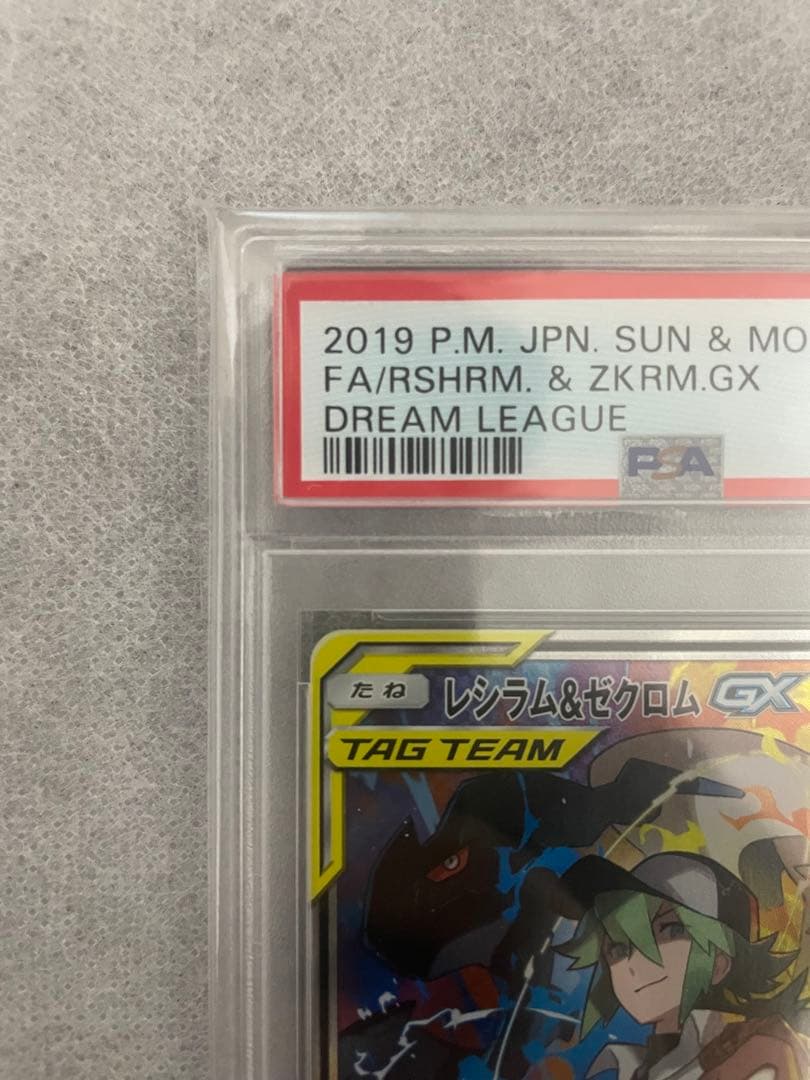 2019 P.M. JPN. SUN & MO
FA/RSHRM. & ZKRM.GX
DREAM LEAGUE
PSA
たね レシラム&ゼクロム GX
TAG TEAM